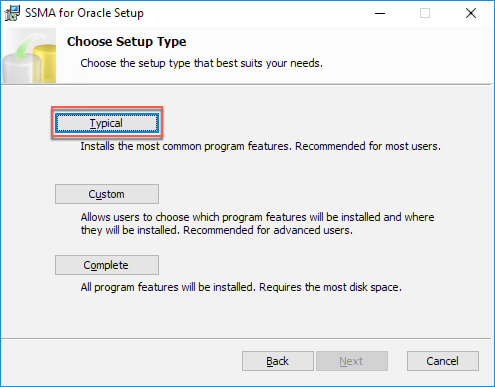 SSMA for Oracle Setup
Choose Setup Type
Choose the setup type that best suits your needs.
Typical
Installs the most common program features. Recommended for most users.
Custom
Allows users to choose which program features will be installed and where
they will be installed. Recommended for advanced users.
Complete
All program features will be installed. Requires the most disk space.
Back Next Cancel